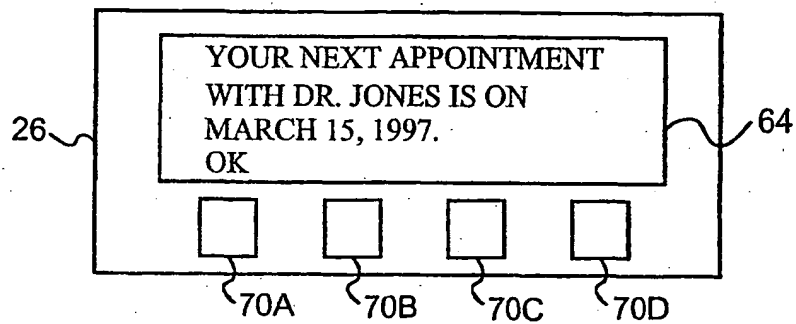 YOUR NEXT APPOINTMENT
WITH DR. JONES IS ON
MARCH 15, 1997.
OK
26
64
70A 70B 70C 70D